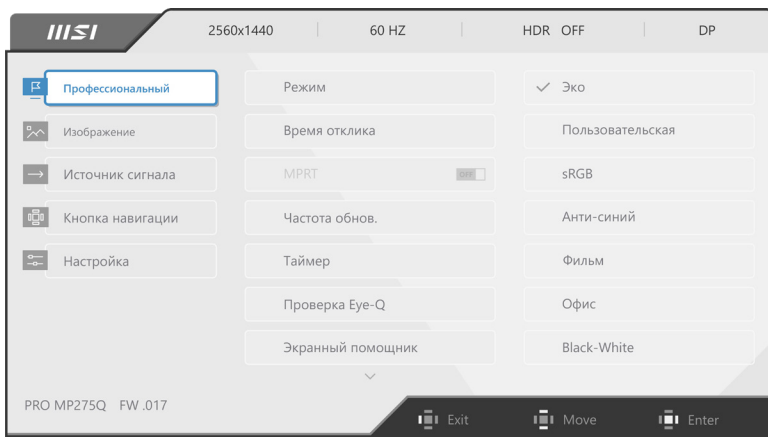 msi 2560x1440 60 HZ HDR OFF DP
Профессиональный
Изображение
Источник сигнала
Кнопка навигации
Настройка
Режим
Время отклика
MPRT OFF
Частота обнов.
Таймер
Проверка Eye-Q
Экранный помощник
Эко
Пользовательская
sRGB
Анти-синий
Фильм
Офис
Black-White
PRO MP275Q FW .017
Exit Move Enter